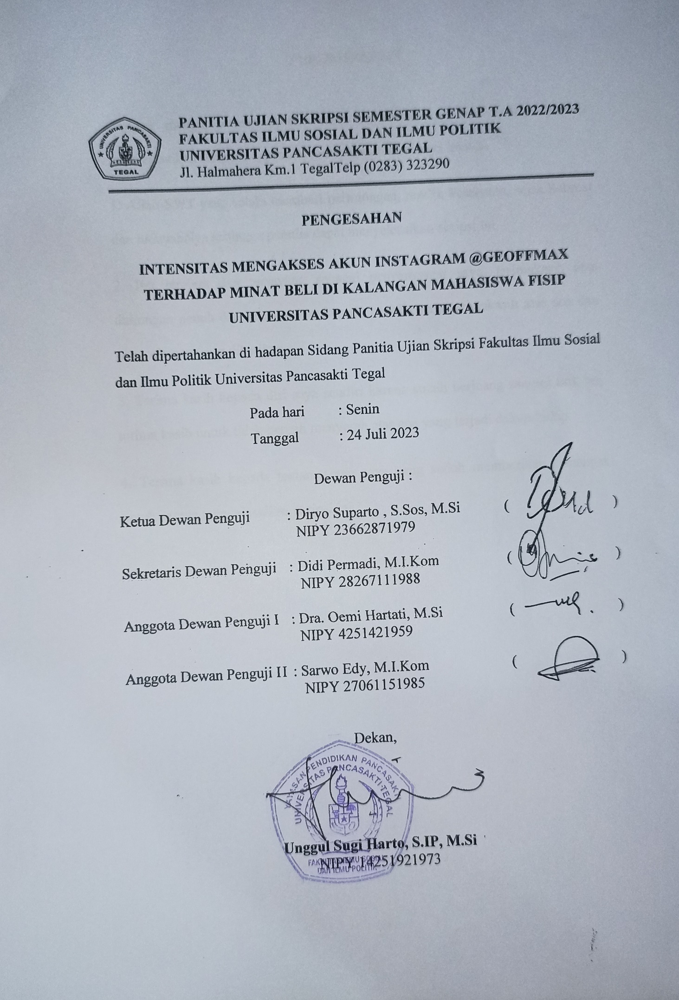 PANITIA UJIAN SKRIPSI SEMESTER GENAP T.A 2022/2023
FAKULTAS ILMU SOSIAL DAN ILMU POLITIK
UNIVERSITAS PANCASAKTI TEGAL
Jl. Halmahera Km.1 TegalTelp (0283) 323290
UNIVERSITAS PANCASAKTI
TEGAL
PENGESAHAN
INTENSITAS MENGAKSES AKUN INSTAGRAM @GEOFFMAX
TERHADAP MINAT BELI DI KALANGAN MAHASISWA FISIP
UNIVERSITAS PANCASAKTI TEGAL
Telah dipertahankan di hadapan Sidang Panitia Ujian Skripsi Fakultas Ilmu Sosial
dan Ilmu Politik Universitas Pancasakti Tegal
Pada hari : Senin
Tanggal : 24 Juli 2023
Dewan Penguji :
Ketua Dewan Penguji : Diryo Suparto , S.Sos, M.Si ( )
NIPY 23662871979
Sekretaris Dewan Penguji : Didi Permadi, M.I.Kom ( )
NIPY 28267111988
Anggota Dewan Penguji I : Dra. Oemi Hartati, M.Si ( )
NIPY 4251421959
Anggota Dewan Penguji II : Sarwo Edy, M.I.Kom ( )
NIPY 27061151985
Dekan,
YAYASAN PENDIDIKAN PANCASAKTI
UNIVERSITAS PANCASAKTI TEGAL
Unggul Sugi Harto, S.IP, M.Si
NIPY 14251921973
DAN ILMU POLITIK